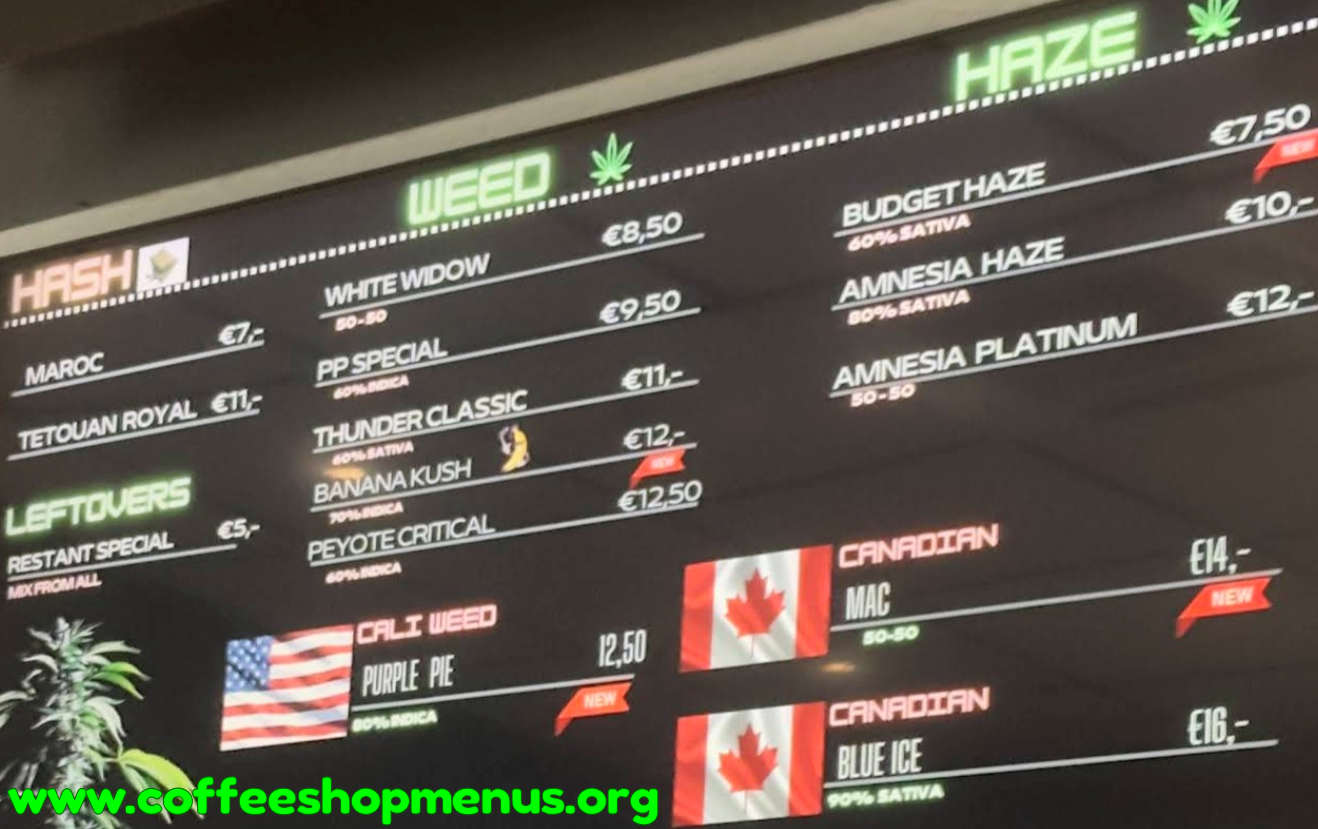 HASH
MAROC €7,-
TETOUAN ROYAL €11,-
LEFTOVERS
RESTANT SPECIAL €5,-
MIX FROM ALL
WEED
WHITE WIDOW €8,50
50-50
PP SPECIAL €9,50
60% INDICA
THUNDER CLASSIC €11,-
60% SATIVA
BANANA KUSH €12,-
NEW
70% INDICA
PEYOTE CRITICAL €12,50
60% INDICA
CALI WEED
PURPLE PIE 12,50
NEW
80% INDICA
HAZE
BUDGET HAZE €7,50
NEW
60% SATIVA
AMNESIA HAZE €10,-
80% SATIVA
AMNESIA PLATINUM €12,-
50-50
CANADIAN
MAC €14,-
NEW
50-50
CANADIAN
BLUE ICE €16,-
90% SATIVA
www.coffeeshopmenus.org